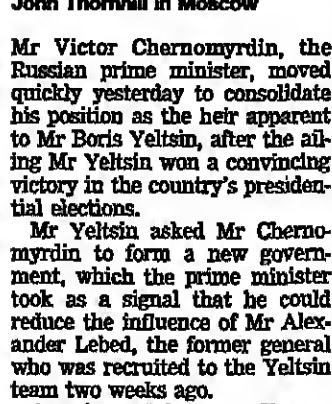 John Thornhill in Moscow
Mr Victor Chernomyrdin, the
Russian prime minister, moved
quickly yesterday to consolidate
his position as the heir apparent
to Mr Boris Yeltsin, after the ail-
ing Mr Yeltsin won a convincing
victory in the country's presiden-
tial elections.
Mr Yeltsin asked Mr Cherno-
myrdin to form a new govern-
ment, which the prime minister
took as a signal that he could
reduce the influence of Mr Alex-
ander Lebed, the former general
who was recruited to the Yeltsin
team two weeks ago.